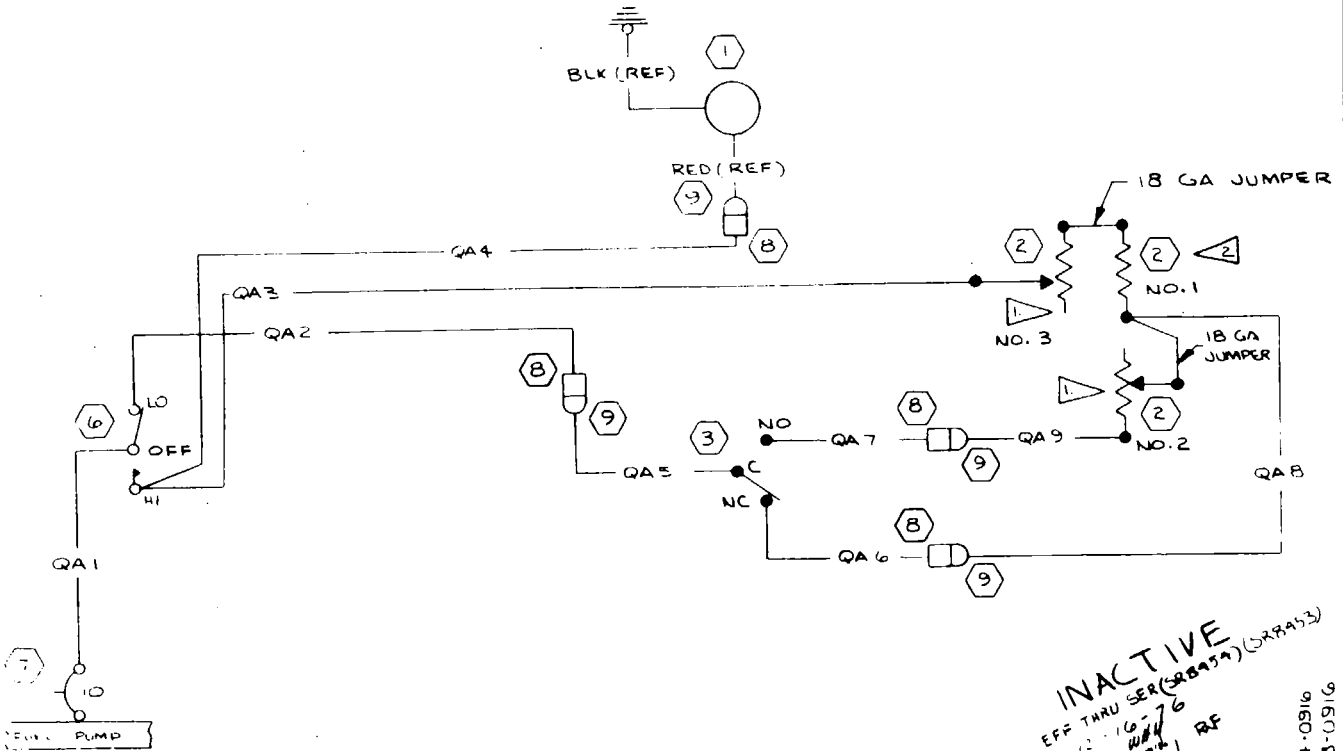 1
BLK (REF)
RED (REF)
9
8
18 GA JUMPER
QA4
2
2
2
QA3
NO.1
1.
NO. 3
QA2
18 GA
JUMPER
8
1.
LO
6
9
8
2
3
NO
OFF
QA7
QA9
NO.2
C
9
QA5
QA8
HI
NC
8
QA6
QA1
9
INACTIVE
EFF THRU SER
7
10
PUMP